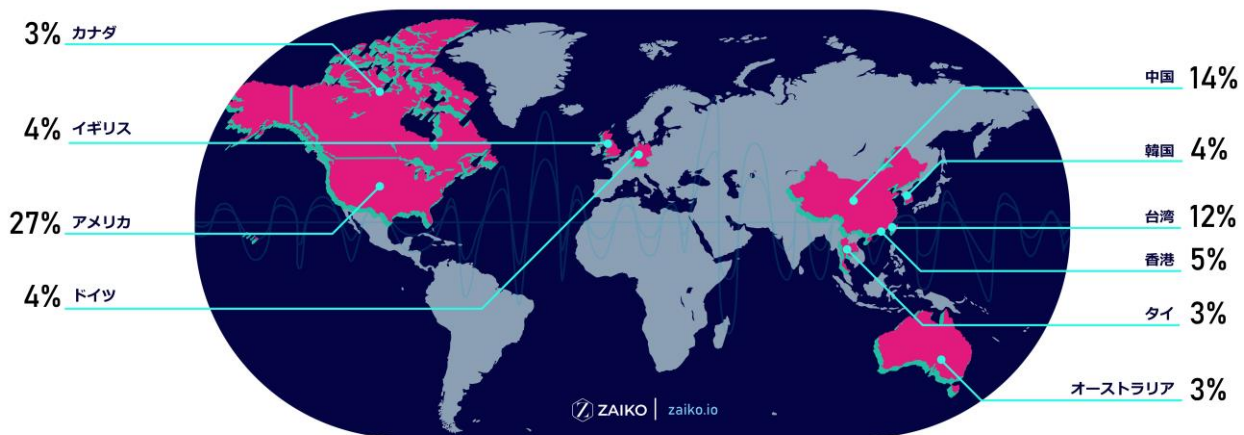 3% カナダ
4% イギリス
27% アメリカ
4% ドイツ
中国 14%
韓国 4%
台湾 12%
香港 5%
タイ 3%
オーストラリア 3%
ZAIKO | zaiko.io